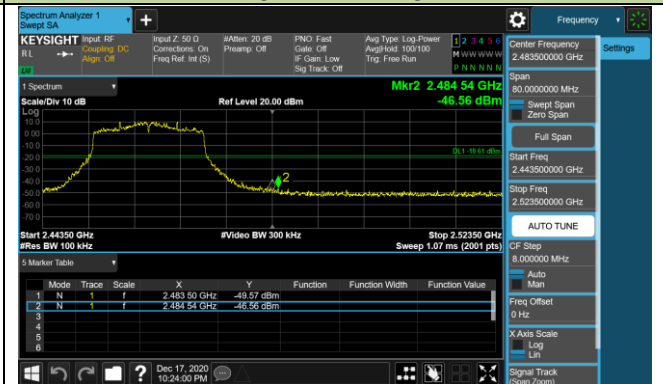 Spectrum Analyzer 1
Swept SA
+
Frequency
KEYSIGHT
RL
LNI
Input: RF
Coupling: DC
Align: Off
Input Z: 50 Ω
Corrections: On
Freq Ref: Int (S)
#Atten: 20 dB
Preamp: Off
PNO: Fast
Gate: Off
IF Gain: Low
Sig Track: Off
Avg Type: Log-Power
Avg|Hold: 100/100
Trig: Free Run
1 2 3 4 5 6
M W W W W W
P N N N N N
1 Spectrum
Scale/Div 10 dB
Ref Level 20.00 dBm
Mkr2 2.484 54 GHz
-46.56 dBm
Log
10.0
0.00
-10.0
-20.0
-30.0
-40.0
-50.0
-60.0
-70.0
DL1 -18.61 dBm
2
Start 2.44350 GHz
#Res BW 100 kHz
#Video BW 300 kHz
Stop 2.52350 GHz
Sweep 1.07 ms (2001 pts)
5 Marker Table
Mode Trace Scale X Y Function Function Width Function Value
1 N 1 f 2.483 50 GHz -49.57 dBm
2 N 1 f 2.484 54 GHz -46.56 dBm
3
4
5
6
Dec 17, 2020
10:24:00 PM
Settings
Center Frequency
2.483500000 GHz
Span
80.0000000 MHz
Swept Span
Zero Span
Full Span
Start Freq
2.443500000 GHz
Stop Freq
2.523500000 GHz
AUTO TUNE
CF Step
8.000000 MHz
Auto
Man
Freq Offset
0 Hz
X Axis Scale
Log
Lin
Signal Track
(Span Zoom)